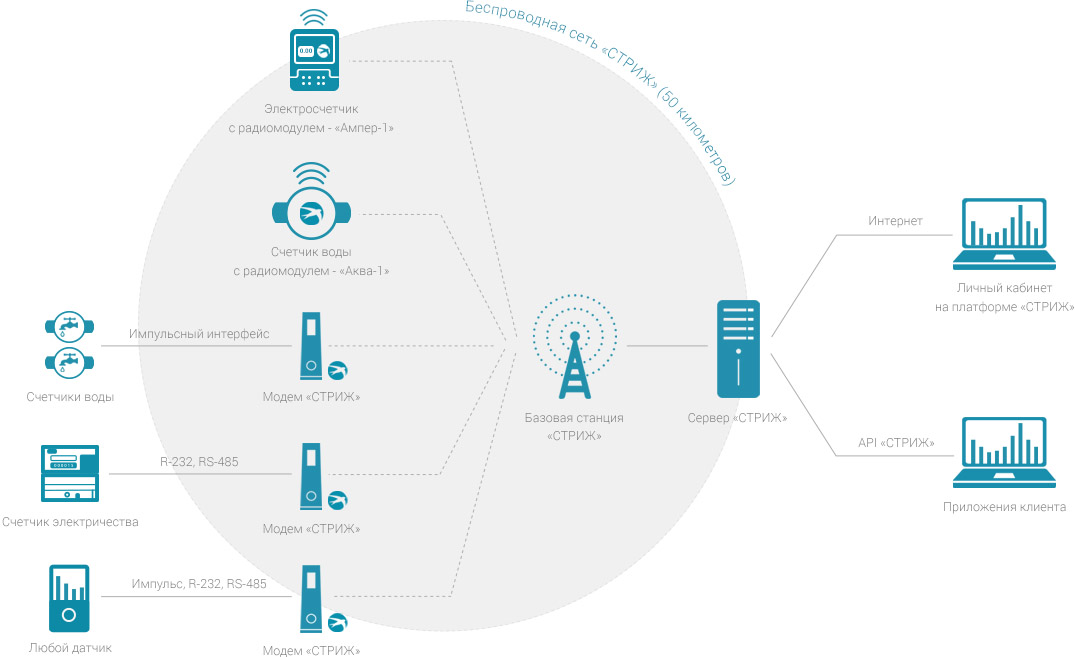 Беспроводная сеть «СТРИЖ» (50 километров)
0.00
Электросчетчик
с радиомодулем - «Ампер-1»
Счетчик воды
с радиомодулем - «Аква-1»
Счетчики воды
Импульсный интерфейс
Модем «СТРИЖ»
Счетчик электричества
R-232, RS-485
Модем «СТРИЖ»
Любой датчик
Импульс, R-232, RS-485
Модем «СТРИЖ»
Базовая станция
«СТРИЖ»
Сервер «СТРИЖ»
Интернет
Личный кабинет
на платформе «СТРИЖ»
API «СТРИЖ»
Приложения клиента